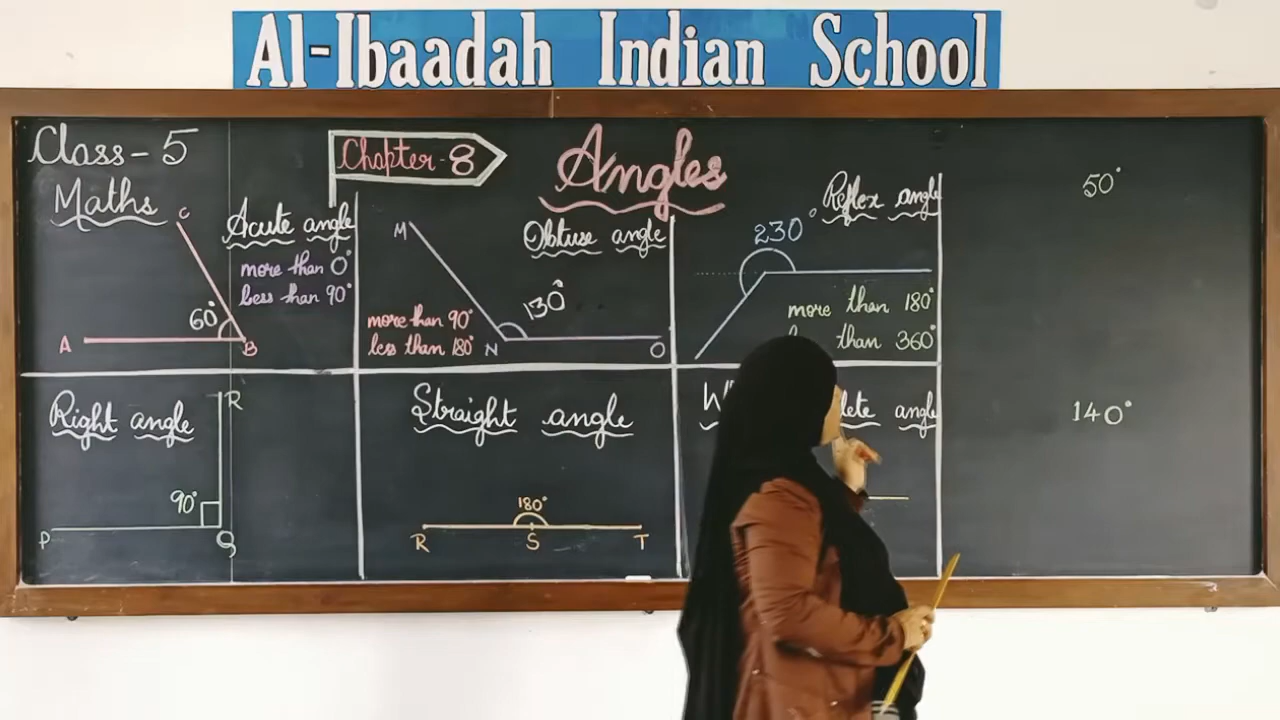 Al-Ibaadah Indian School
Class-5
Maths
Chapter-8
Angles
Acute angle
more than 0°
less than 90°
C
60°
A
B
Obtuse angle
M
130°
more than 90°
less than 180°
N
O
Reflex angle
230°
more than 180°
than 360°
50°
Right angle
R
90°
P
Q
Straight angle
180°
R
S
T
angle
140°